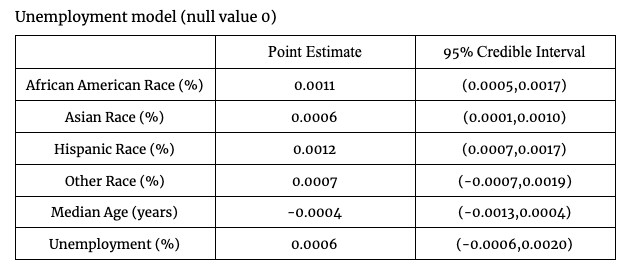 Unemployment model (null value 0)
Point Estimate 95% Credible Interval
African American Race (%) 0.0011 (0.0005,0.0017)
Asian Race (%) 0.0006 (0.0001,0.0010)
Hispanic Race (%) 0.0012 (0.0007,0.0017)
Other Race (%) 0.0007 (-0.0007,0.0019)
Median Age (years) -0.0004 (-0.0013,0.0004)
Unemployment (%) 0.0006 (-0.0006,0.0020)